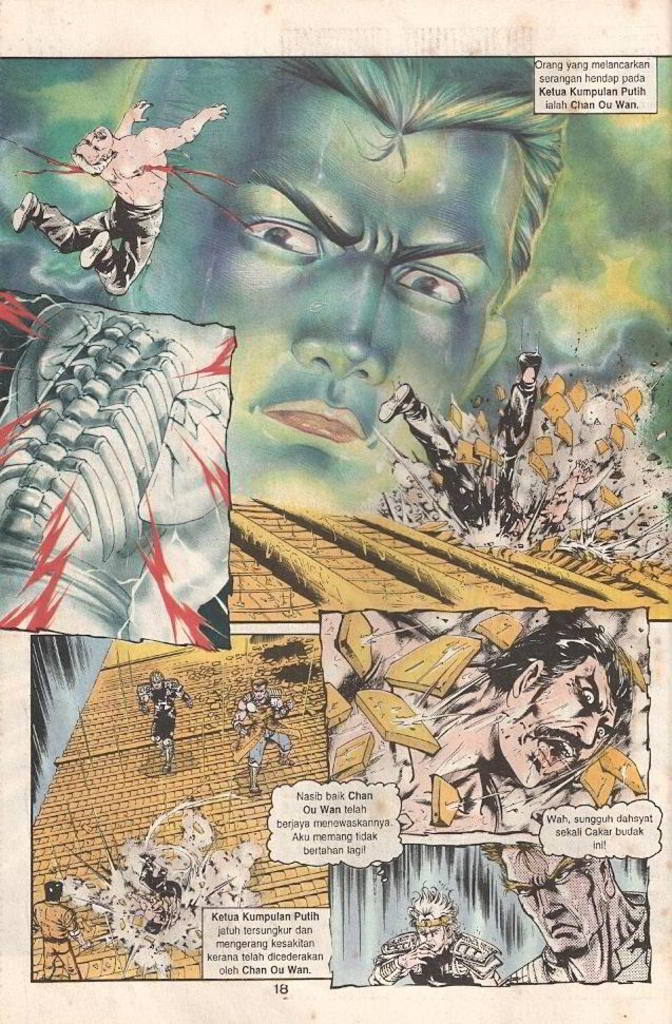 Orang yang melancarkan
serangan hendap pada
Ketua Kumpulan Putih
ialah Chan Ou Wan.
Nasib baik Chan
Ou Wan telah
berjaya menewaskannya.
Aku memang tidak
bertahan lagi!
Wah, sungguh dahsyat
sekali Cakar budak
ini!
Ketua Kumpulan Putih
jatuh tersungkur dan
mengerang kesakitan
kerana telah dicederakan
oleh Chan Ou Wan.
18